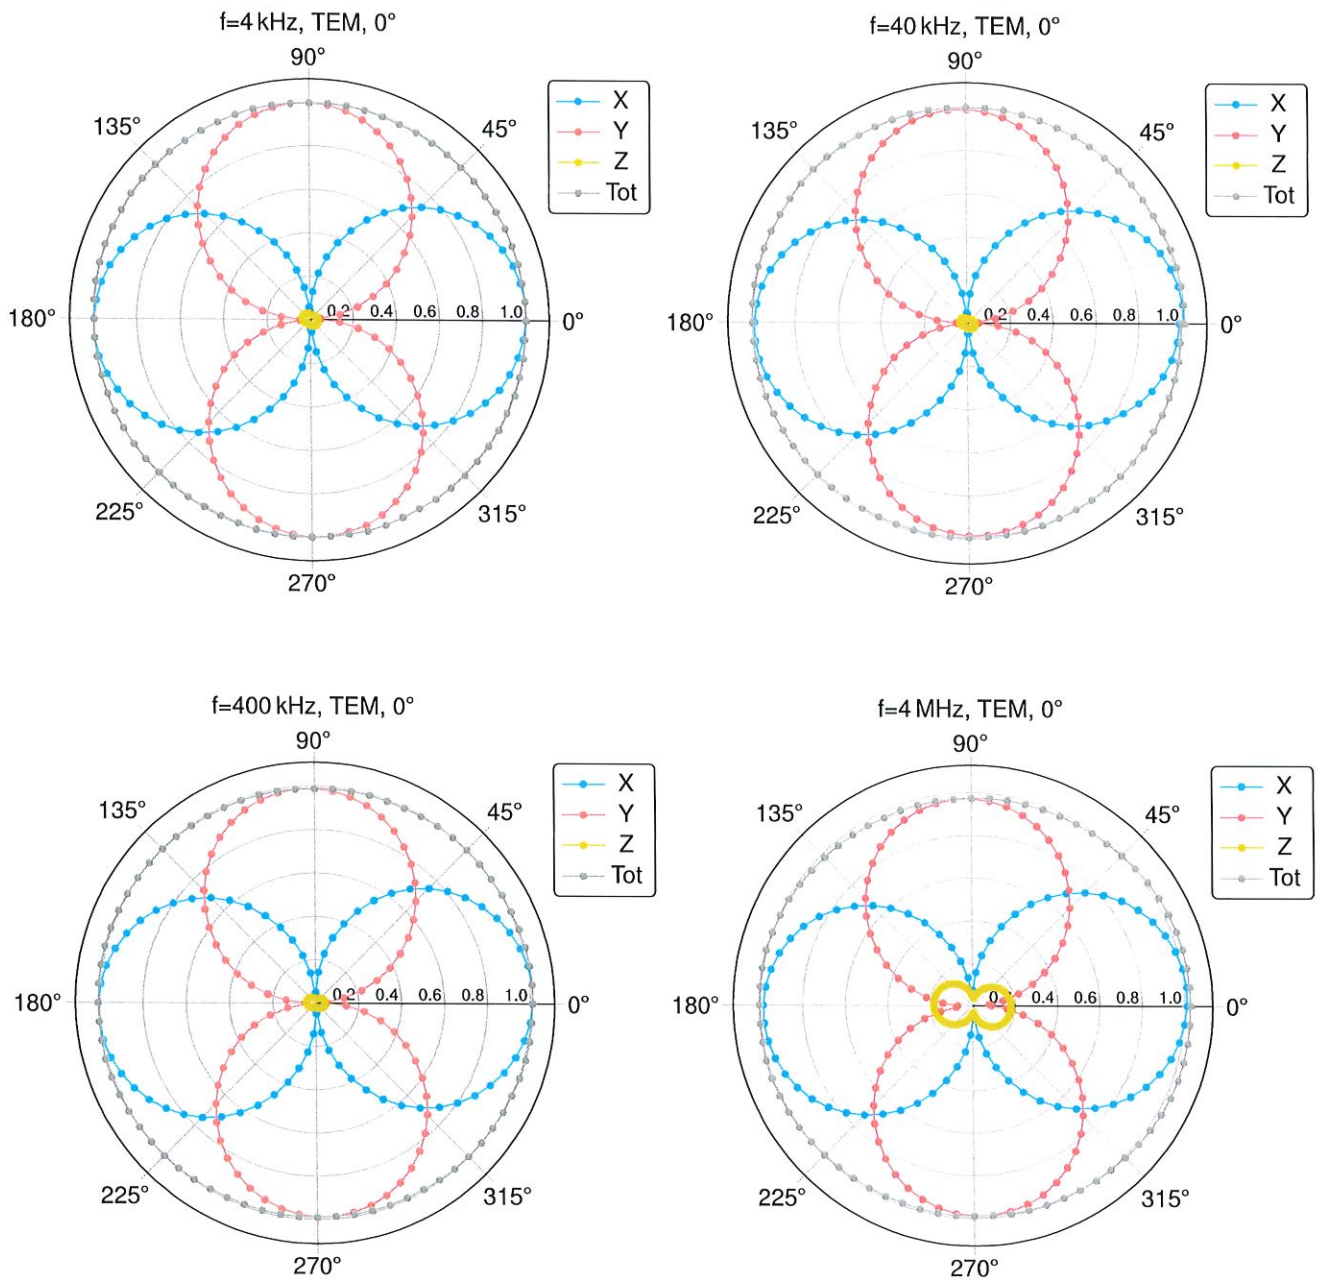 f=4 kHz, TEM, 0°
90°
135°
45°
X
Y
Z
Tot
180°
0.2 0.4 0.6 0.8 1.0
0°
225°
315°
270°
f=40 kHz, TEM, 0°
90°
135°
45°
X
Y
Z
Tot
180°
0.2 0.4 0.6 0.8 1.0
0°
225°
315°
270°
f=400 kHz, TEM, 0°
90°
135°
45°
X
Y
Z
Tot
180°
0.2 0.4 0.6 0.8 1.0
0°
225°
315°
270°
f=4 MHz, TEM, 0°
90°
135°
45°
X
Y
Z
Tot
180°
0.4 0.6 0.8 1.0
0°
225°
315°
270°